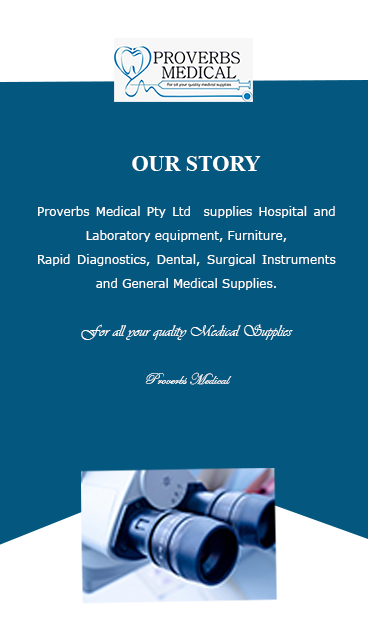 PROVERBS
MEDICAL
For all your quality medical supplies
OUR STORY
Proverbs Medical Pty Ltd supplies Hospital and
Laboratory equipment, Furniture,
Rapid Diagnostics, Dental, Surgical Instruments
and General Medical Supplies.
For all your quality Medical Supplies
Proverbs Medical